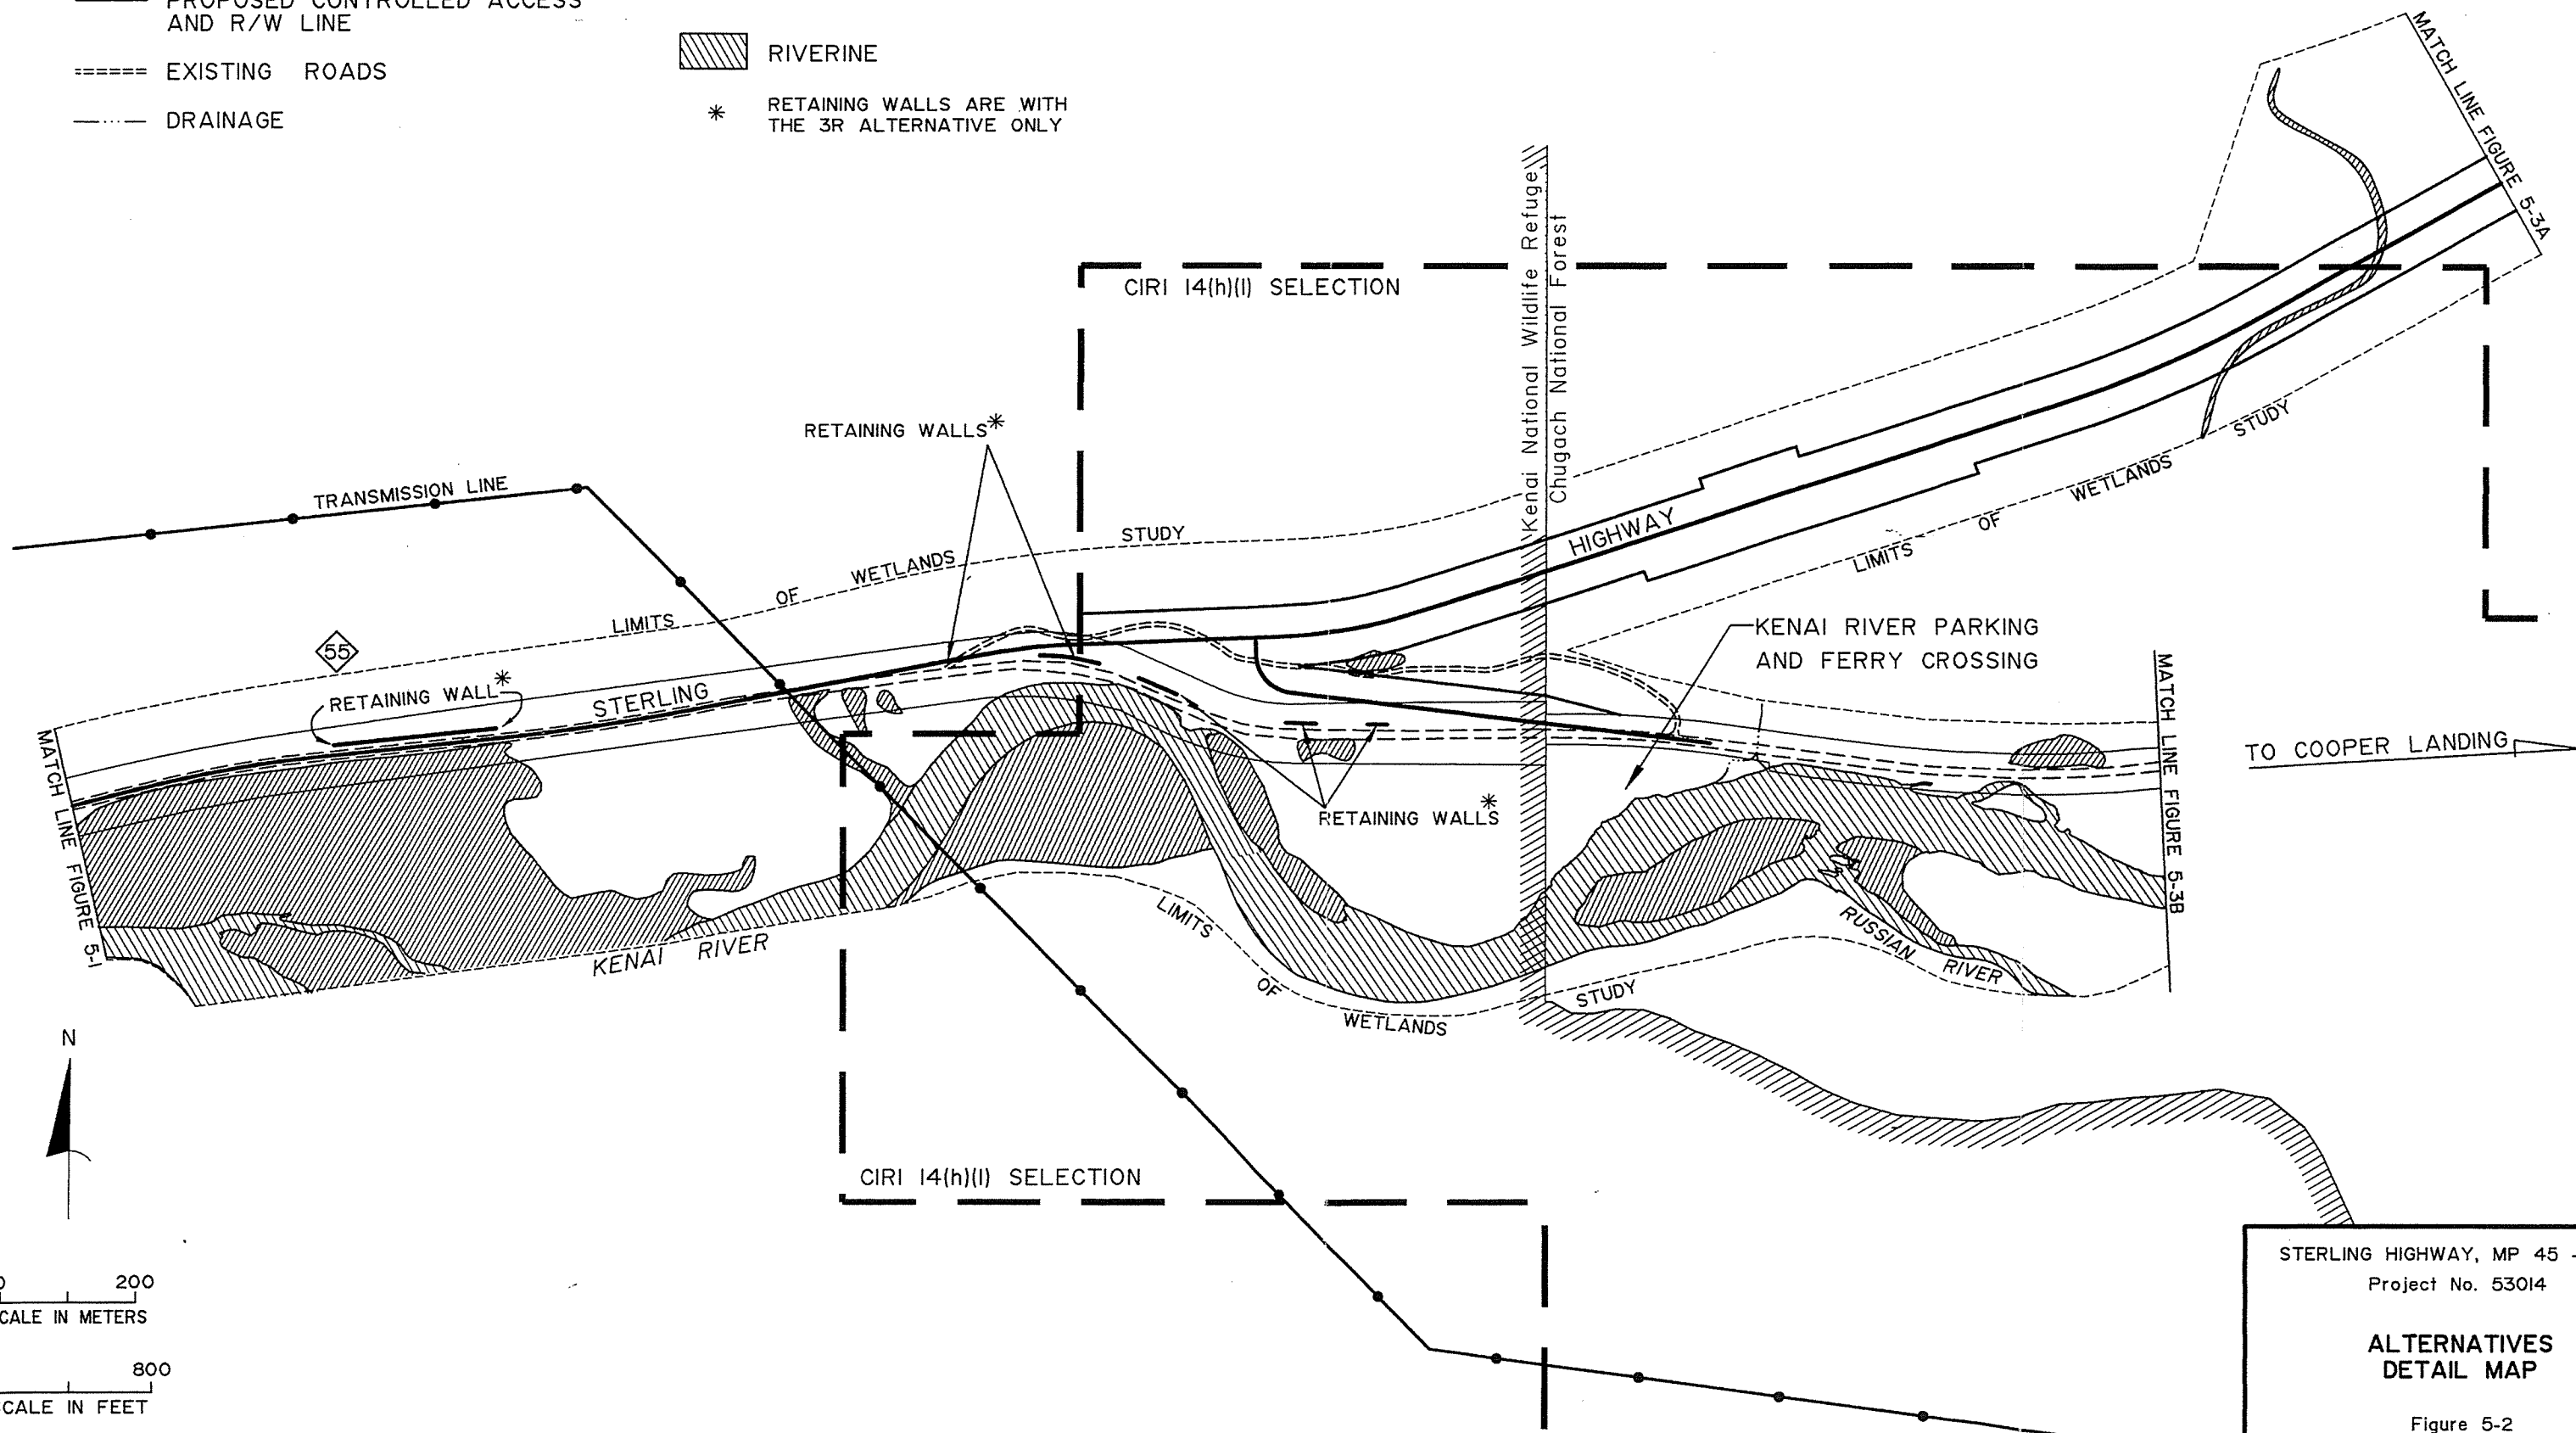 PROPOSED CONTROLLED ACCESS
AND R/W LINE
EXISTING ROADS
DRAINAGE
RIVERINE
* RETAINING WALLS ARE WITH
THE 3R ALTERNATIVE ONLY
MATCH LINE FIGURE 5-3A
CIRI 14(h)(1) SELECTION
Kenai National Wildlife Refuge
Chugach National Forest
RETAINING WALLS*
TRANSMISSION LINE
LIMITS OF WETLANDS STUDY
HIGHWAY
LIMITS OF WETLANDS STUDY
55
RETAINING WALL*
STERLING
KENAI RIVER PARKING
AND FERRY CROSSING
MATCH LINE FIGURE 5-1
MATCH LINE FIGURE 5-3B
TO COOPER LANDING
RETAINING WALLS*
KENAI RIVER
RUSSIAN RIVER
LIMITS OF WETLANDS STUDY
N
CIRI 14(h)(1) SELECTION
200
CALE IN METERS
800
CALE IN FEET
STERLING HIGHWAY, MP 45 -
Project No. 53014
ALTERNATIVES
DETAIL MAP
Figure 5-2